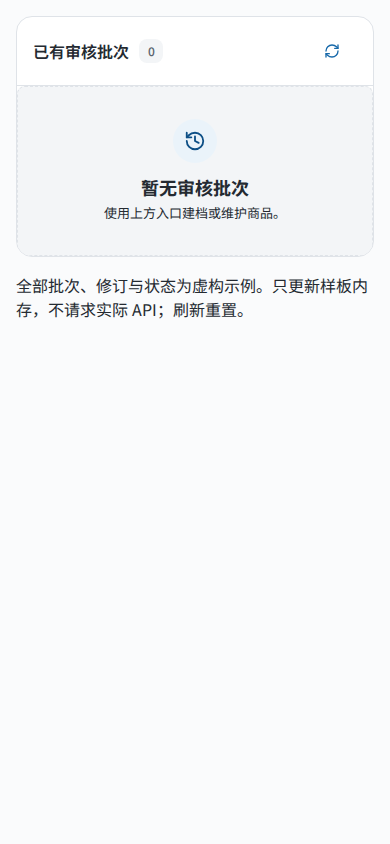 已有审核批次 0
暂无审核批次
使用上方入口建档或维护商品。
全部批次、修订与状态为虚构示例。只更新样板内
存，不请求实际 API；刷新重置。